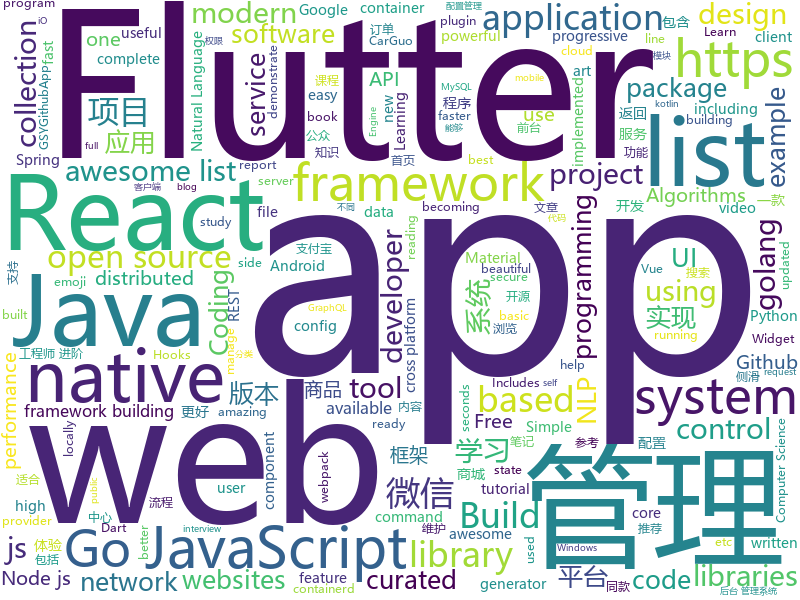 Flutter
app
web
React
Java
管理
native
list
framework
system
Go JavaScript
https
application
software
modern
container
Google
订单
CarGuo
plugin
powerful
progressive
cloud
line
包含
design
client
Learn
配置管理
program
iO
useful
complete
one
fast
GSYGithubApp
collection
项目
应用
Spring
awesome list
service
demonstrate
Natural Language
API
easy
new
book
Learning
课程
公众
知识
MySQL
faster
Engine
能够
程序
use
前台
mobile
art
kotlin
building
implemented
package
返回
服务
功能
权限
模块
including
example
full
server
report
首页
best
project
Algorithms
一款
file
becoming
video
开发
客户端
blog
study
文章
不同
代码
golang
open source
side
data
reading
programming
UI
Vue
搜索
updated
支持
emoji
distributed
Android
支付宝
developer
Material
beautiful
secure
开源
using
Python
built
Coding
REST
config
cross platform
系统
浏览
GraphQL
basic
实现
running
Widget
performance
工程师 进阶
版本
Hooks
manage
分类
商品
tool
based
NLP
help
Github
侧滑
framework building
更好
amazing
available
内容
Includes
self
request
locally
Free
ready
seconds
Simple
参考
control
适合
high
component
webpack
框架
学习
笔记
配置
Computer Science
js
public
流程
user
微信
商城
state
推荐
Build
tutorial
core
provider
中心
Dart
library
command
维护
awesome
written
体验
包括
better
interview
network
etc
used
libraries
Node js
feature
containerd
websites
curated
generator
平台
同款
code
Windows
后台 管理系统